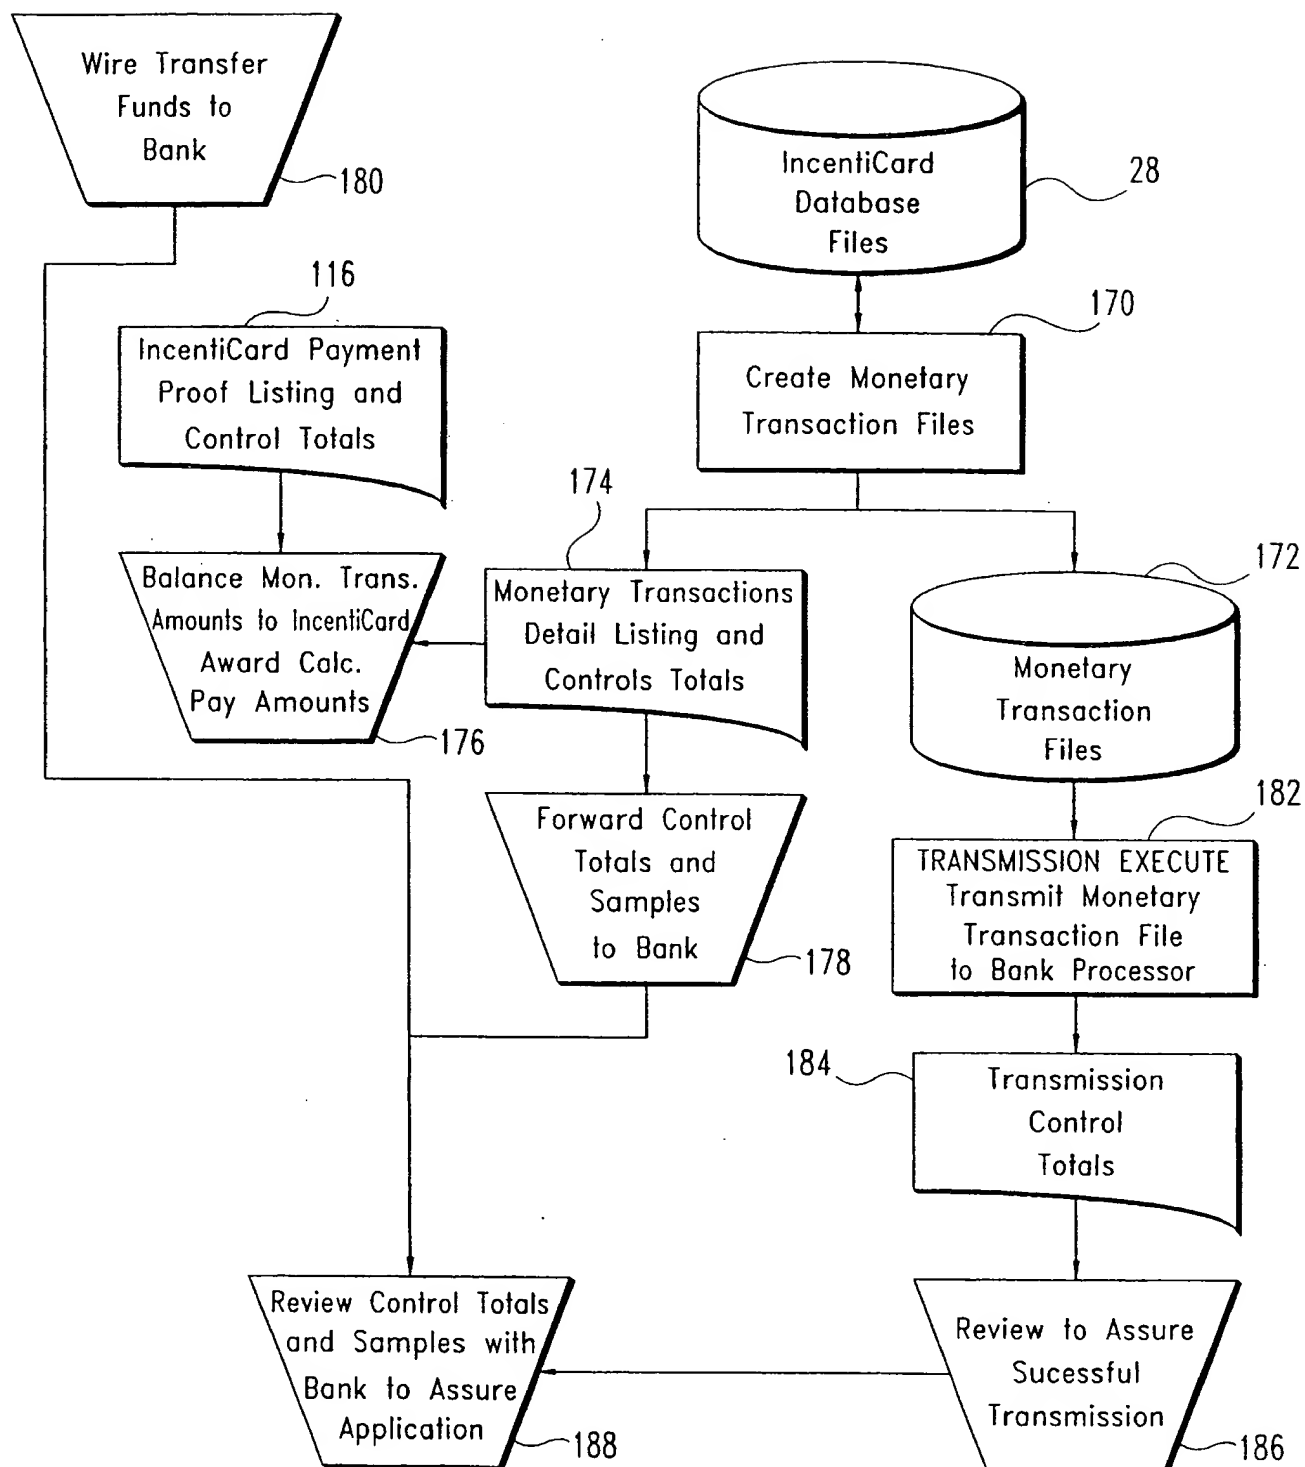 Wire Transfer
Funds to
Bank
180
IncentiCard
Database
Files
28
116
IncentiCard Payment
Proof Listing and
Control Totals
170
Create Monetary
Transaction Files
174
Monetary Transactions
Detail Listing and
Controls Totals
172
Monetary
Transaction
Files
Balance Mon. Trans.
Amounts to IncentiCard
Award Calc.
Pay Amounts
176
Forward Control
Totals and
Samples
to Bank
178
182
TRANSMISSION EXECUTE
Transmit Monetary
Transaction File
to Bank Processor
184
Transmission
Control
Totals
Review Control Totals
and Samples with
Bank to Assure
Application
188
Review to Assure
Sucessful
Transmission
186